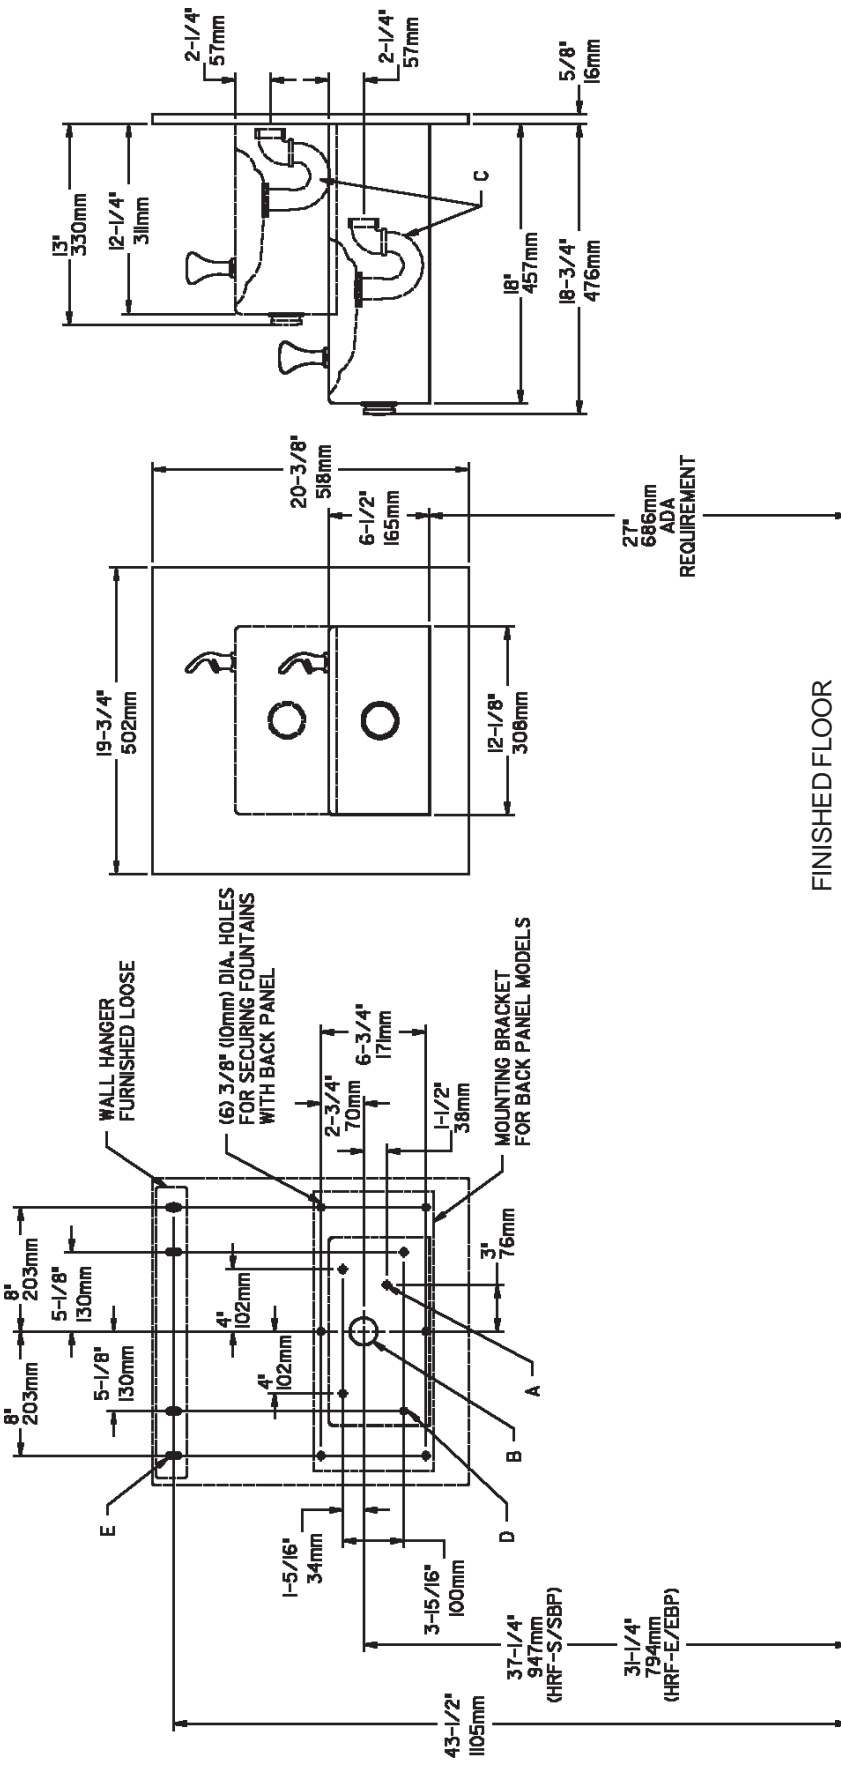 8"
203mm
8"
203mm
5-1/8"
130mm
5-1/8"
130mm
4"
102mm
4"
102mm
E
WALL HANGER
FURNISHED LOOSE
(6) 3/8" (10mm) DIA. HOLES
FOR SECURING FOUNTAINS
WITH BACK PANEL
2-3/4"
70mm
6-3/4"
171mm
1-1/2"
38mm
MOUNTING BRACKET
FOR BACK PANEL MODELS
3"
76mm
A
B
D
1-5/16"
34mm
3-15/16"
100mm
37-1/4"
947mm
(HRF-S/SBP)
31-1/4"
794mm
(HRF-E/EBP)
43-1/2"
1105mm
19-3/4"
502mm
20-3/8"
518mm
6-1/2"
165mm
12-1/8"
308mm
27"
686mm
ADA
REQUIREMENT
FINISHED FLOOR
13"
330mm
12-1/4"
311mm
2-1/4"
57mm
2-1/4"
57mm
5/8"
16mm
C
18"
457mm
18-3/4"
476mm